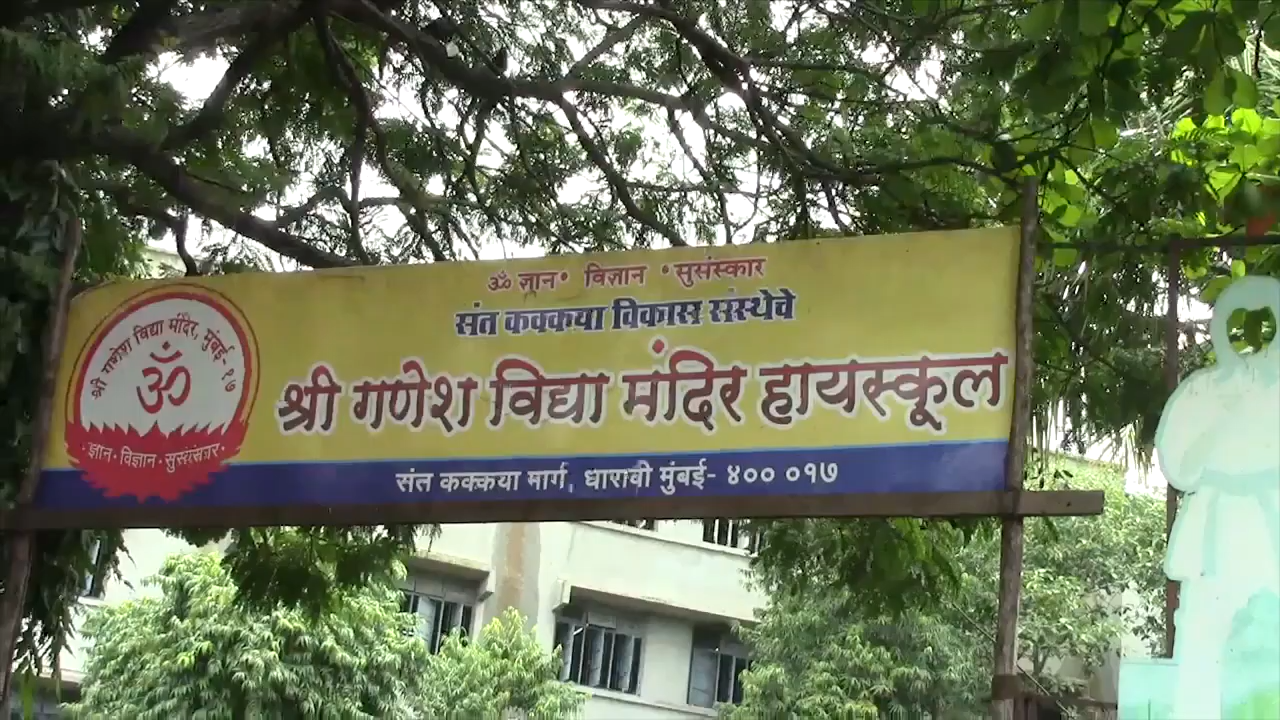 ॐ ज्ञान • विज्ञान • सुसंस्कार
संत कक्कया विकास संस्थेचे
श्री गणेश विद्या मंदिर हायस्कूल
संत कक्कया मार्ग, धारावी मुंबई- ४०० ०१७
श्री गणेश विद्या मंदिर, मुंबई- १७
ॐ
• ज्ञान • विज्ञान • सुसंस्कार •